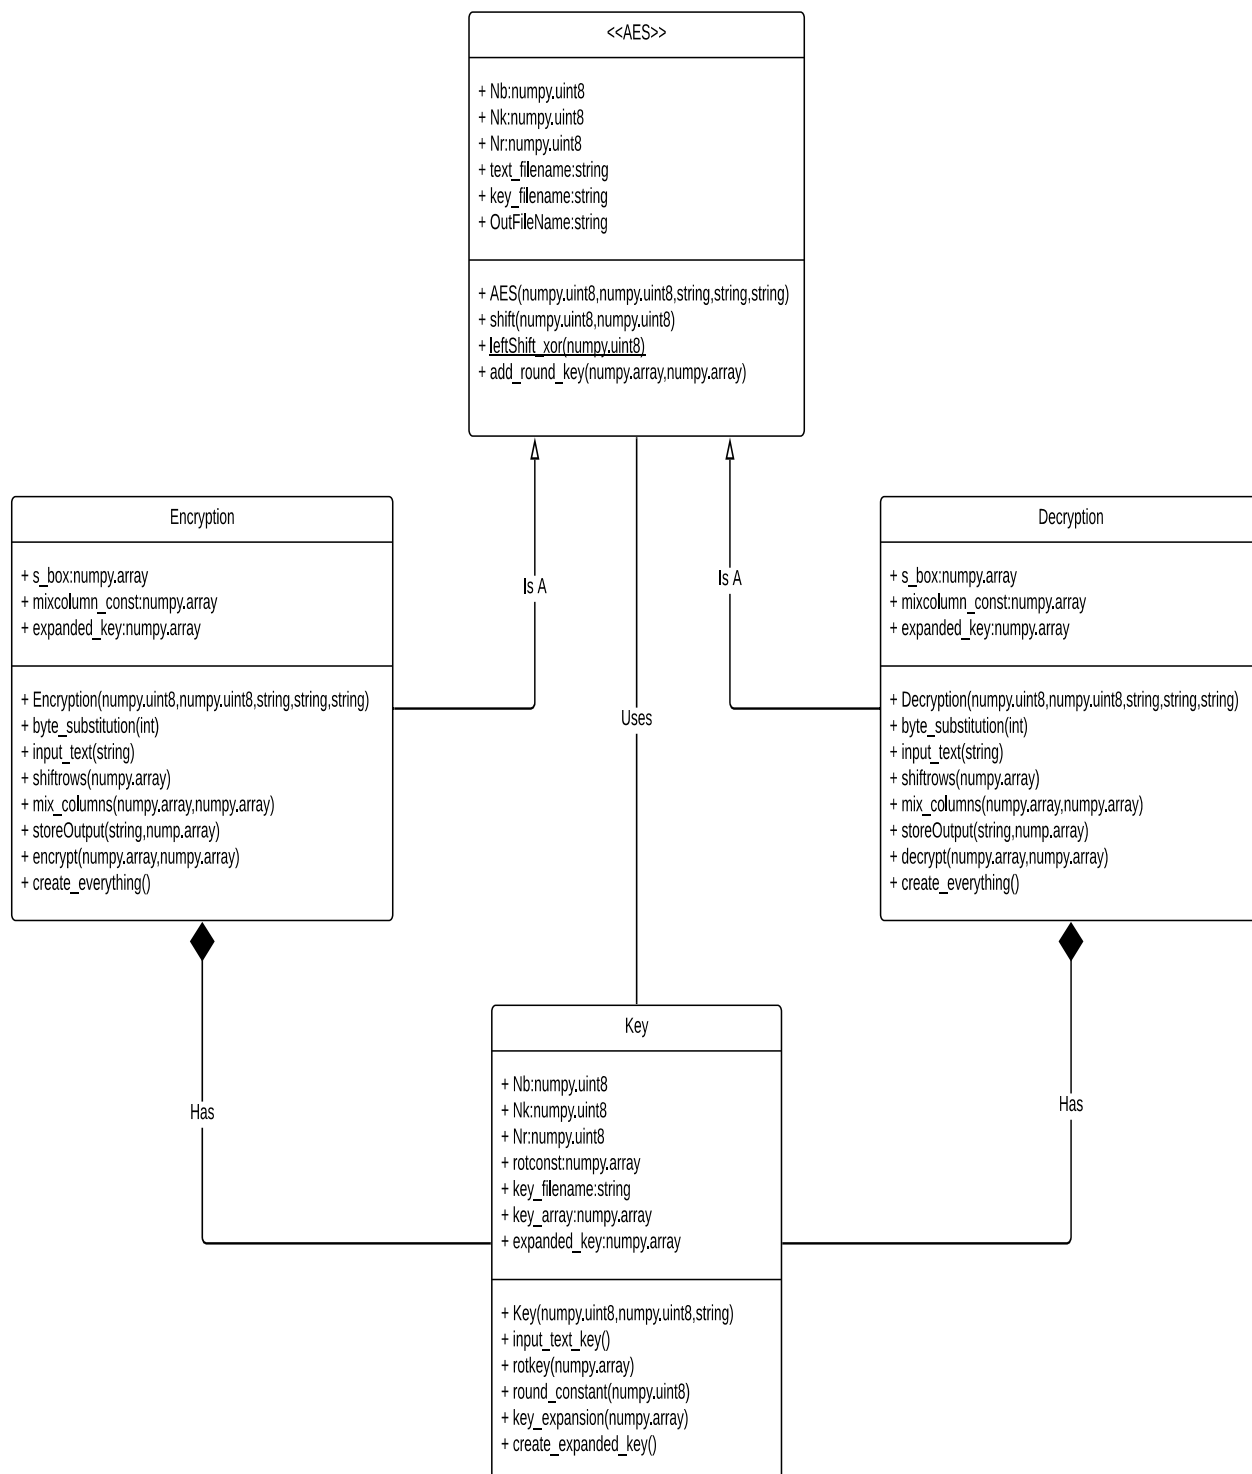 <<AES>>
+ Nb:numpy.uint8
+ Nk:numpy.uint8
+ Nr:numpy.uint8
+ text_filename:string
+ key_filename:string
+ OutFileName:string
+ AES(numpy.uint8,numpy.uint8,string,string,string)
+ shift(numpy.uint8,numpy.uint8)
+ leftShift_xor(numpy.uint8)
+ add_round_key(numpy.array,numpy.array)
Encryption
+ s_box:numpy.array
+ mixcolumn_const:numpy.array
+ expanded_key:numpy.array
+ Encryption(numpy.uint8,numpy.uint8,string,string,string)
+ byte_substitution(int)
+ input_text(string)
+ shiftrows(numpy.array)
+ mix_columns(numpy.array,numpy.array)
+ storeOutput(string,nump.array)
+ encrypt(numpy.array,numpy.array)
+ create_everything()
Is A
Uses
Is A
Decryption
+ s_box:numpy.array
+ mixcolumn_const:numpy.array
+ expanded_key:numpy.array
+ Decryption(numpy.uint8,numpy.uint8,string,string,string)
+ byte_substitution(int)
+ input_text(string)
+ shiftrows(numpy.array)
+ mix_columns(numpy.array,numpy.array)
+ storeOutput(string,nump.array)
+ decrypt(numpy.array,numpy.array)
+ create_everything()
Has
Has
Key
+ Nb:numpy.uint8
+ Nk:numpy.uint8
+ Nr:numpy.uint8
+ rotconst:numpy.array
+ key_filename:string
+ key_array:numpy.array
+ expanded_key:numpy.array
+ Key(numpy.uint8,numpy.uint8,string)
+ input_text_key()
+ rotkey(numpy.array)
+ round_constant(numpy.uint8)
+ key_expansion(numpy.array)
+ create_expanded_key()